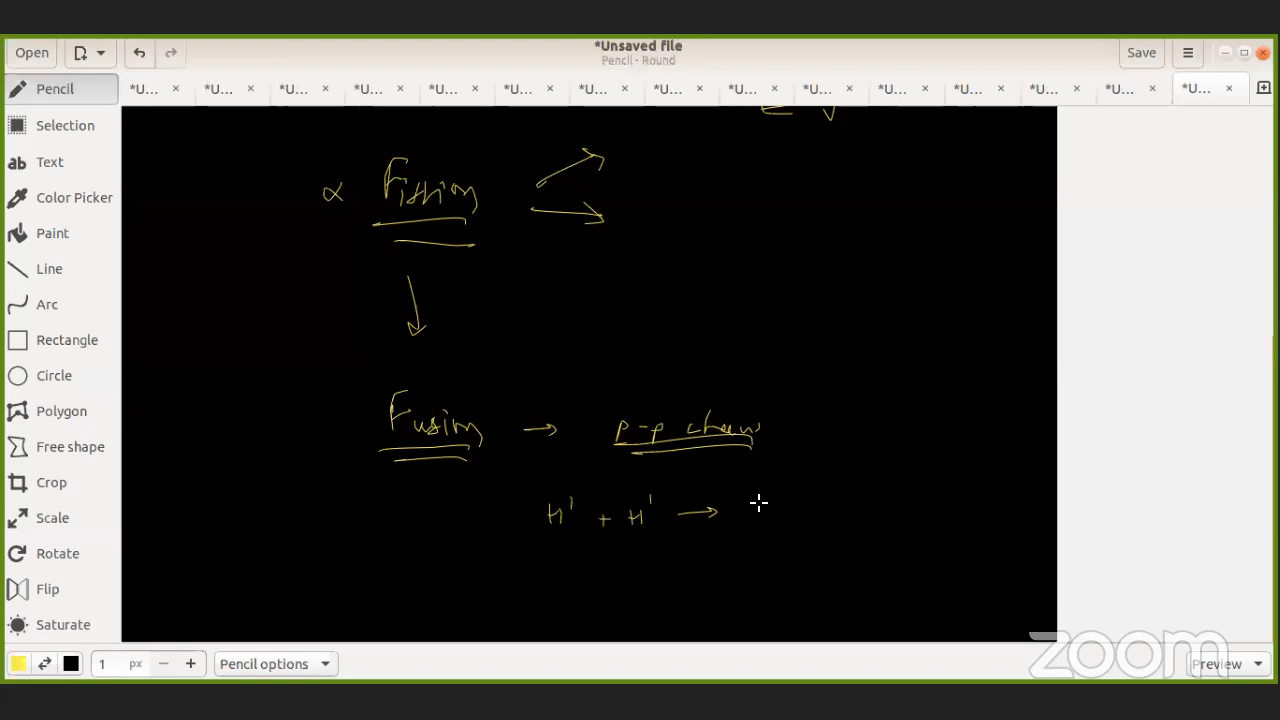 *Unsaved file
Open
Pencil · Round
Save
Pencil
*U... × *U... × *U... × *U... × *U... × *U... × *U... × *U... × *U... × *U... × *U... × *U... × *U... × *U... × *U... ×
Selection
Text
Color Picker
Paint
Line
Arc
Rectangle
Circle
Polygon
Free shape
Crop
Scale
Rotate
Flip
Saturate
α Fission
Fusion → p-p chains
H¹ + H¹ →
1 px − +
Pencil options
Preview
zoom